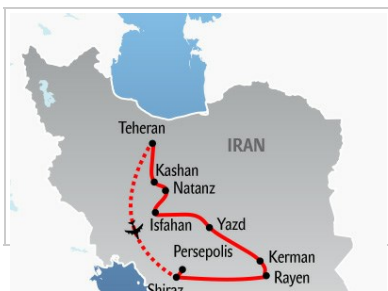 Teheran
IRAN
Kashan
Natanz
Isfahan
Yazd
Persepolis
Kerman
Rayen
Shiraz